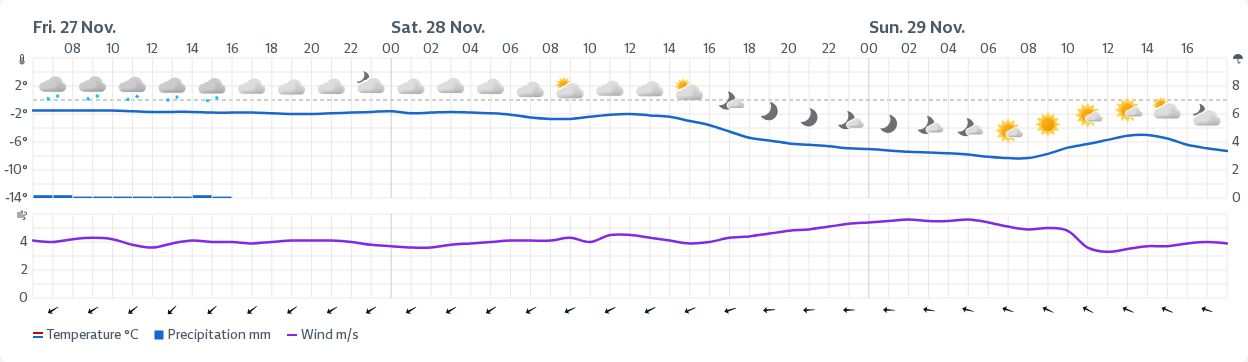 Fri. 27 Nov. Sat. 28 Nov. Sun. 29 Nov.
08 10 12 14 16 18 20 22 00 02 04 06 08 10 12 14 16 18 20 22 00 02 04 06 08 10 12 14 16
2° 8
-2° 6
-6° 4
-10° 2
-14° 0
m/s
4
2
0
Temperature °C Precipitation mm Wind m/s